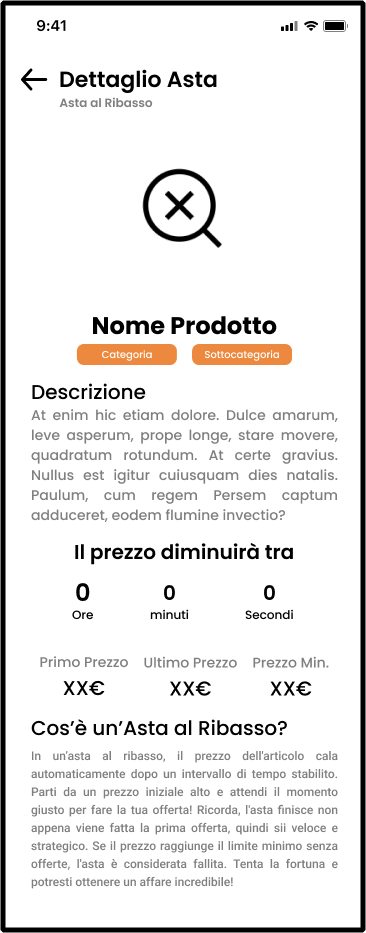 9:41
Dettaglio Asta
Asta al Ribasso
Nome Prodotto
Categoria Sottocategoria
Descrizione
At enim hic etiam dolore. Dulce amarum,
leve asperum, prope longe, stare movere,
quadratum rotundum. At certe gravius.
Nullus est igitur cuiusquam dies natalis.
Paulum, cum regem Persem captum
adduceret, eodem flumine invectio?
Il prezzo diminuirà tra
0 0 0
Ore minuti Secondi
Primo Prezzo Ultimo Prezzo Prezzo Min.
XX€ XX€ XX€
Cos’è un’Asta al Ribasso?
In un'asta al ribasso, il prezzo dell'articolo cala
automaticamente dopo un intervallo di tempo stabilito.
Parti da un prezzo iniziale alto e attendi il momento
giusto per fare la tua offerta! Ricorda, l'asta finisce non
appena viene fatta la prima offerta, quindi sii veloce e
strategico. Se il prezzo raggiunge il limite minimo senza
offerte, l'asta è considerata fallita. Tenta la fortuna e
potresti ottenere un affare incredibile!